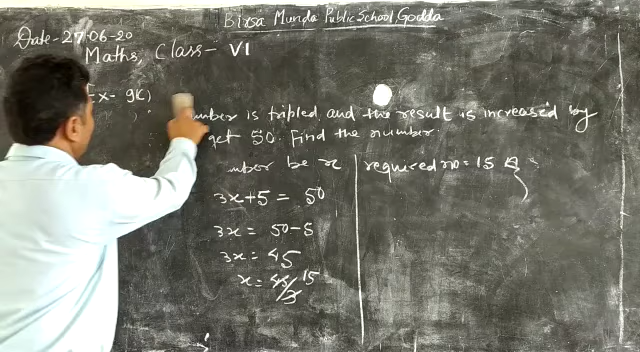 Birsa Munda Public School Godda
Date-27-06-20
Maths, Class- VI
x- 9(c)
number is tripled and the result is increased by
get 50. Find the number.
mber be x
3x+5 = 50
3x = 50-5
3x = 45
x = 45/3 15
required no = 15